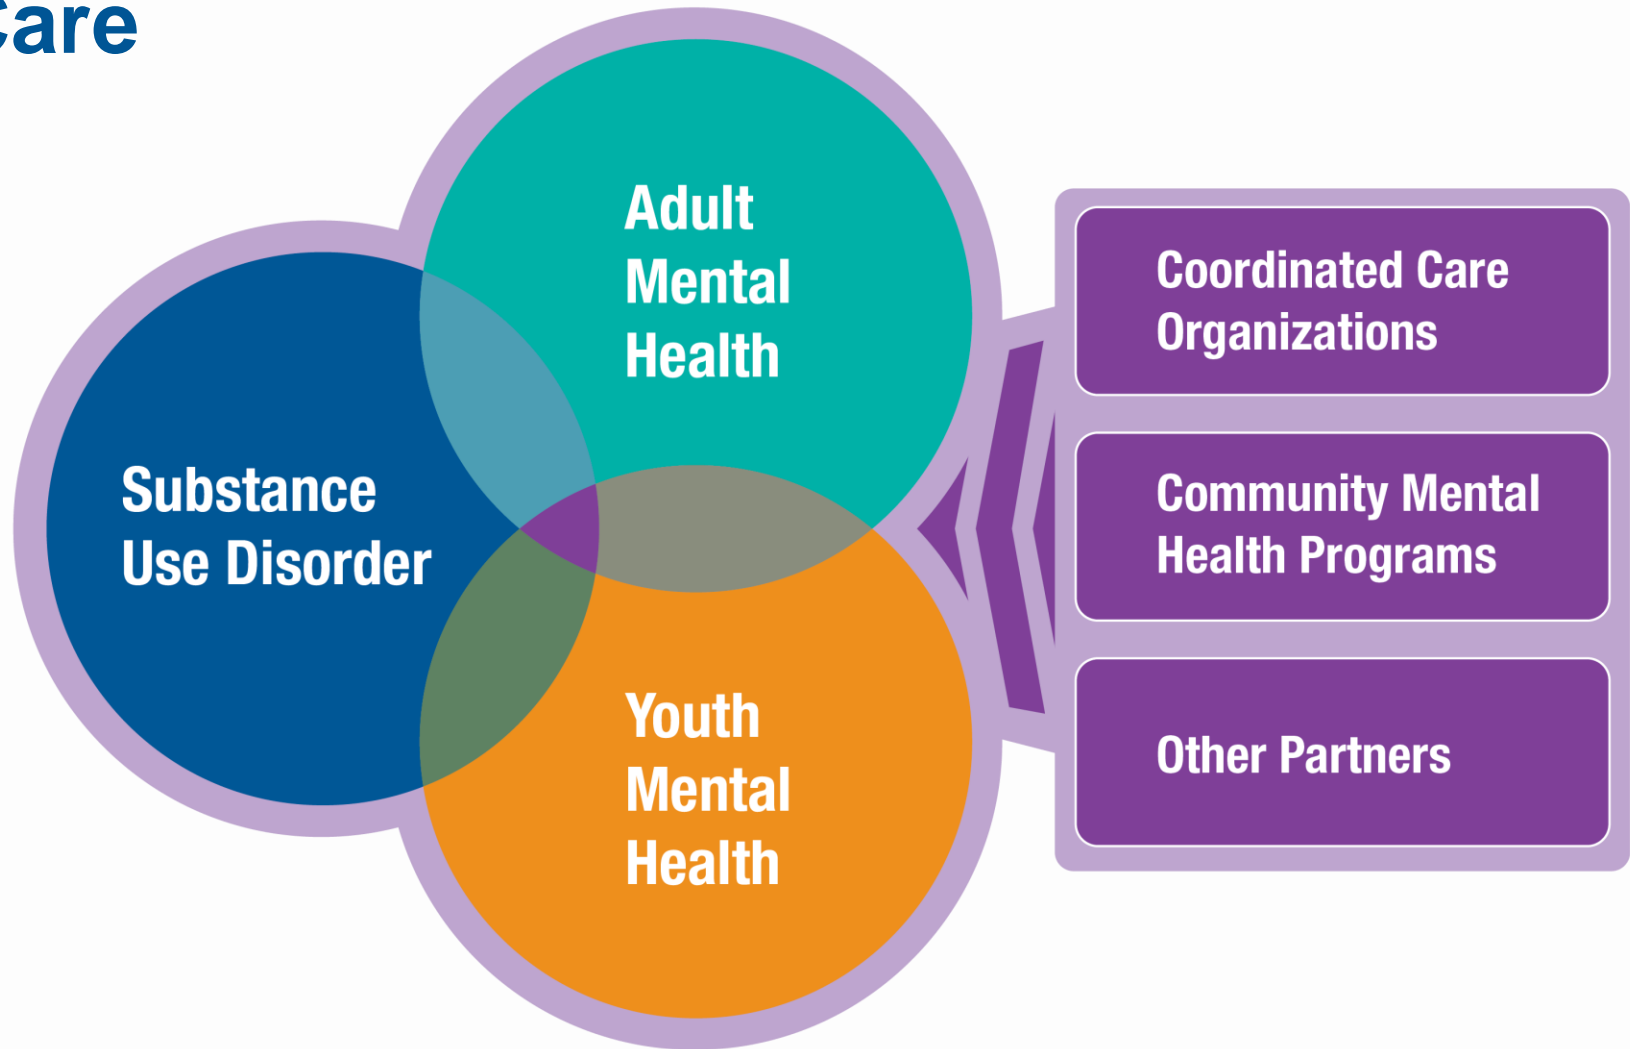 Care
Adult
Mental
Health
Substance
Use Disorder
Youth
Mental
Health
Coordinated Care
Organizations
Community Mental
Health Programs
Other Partners